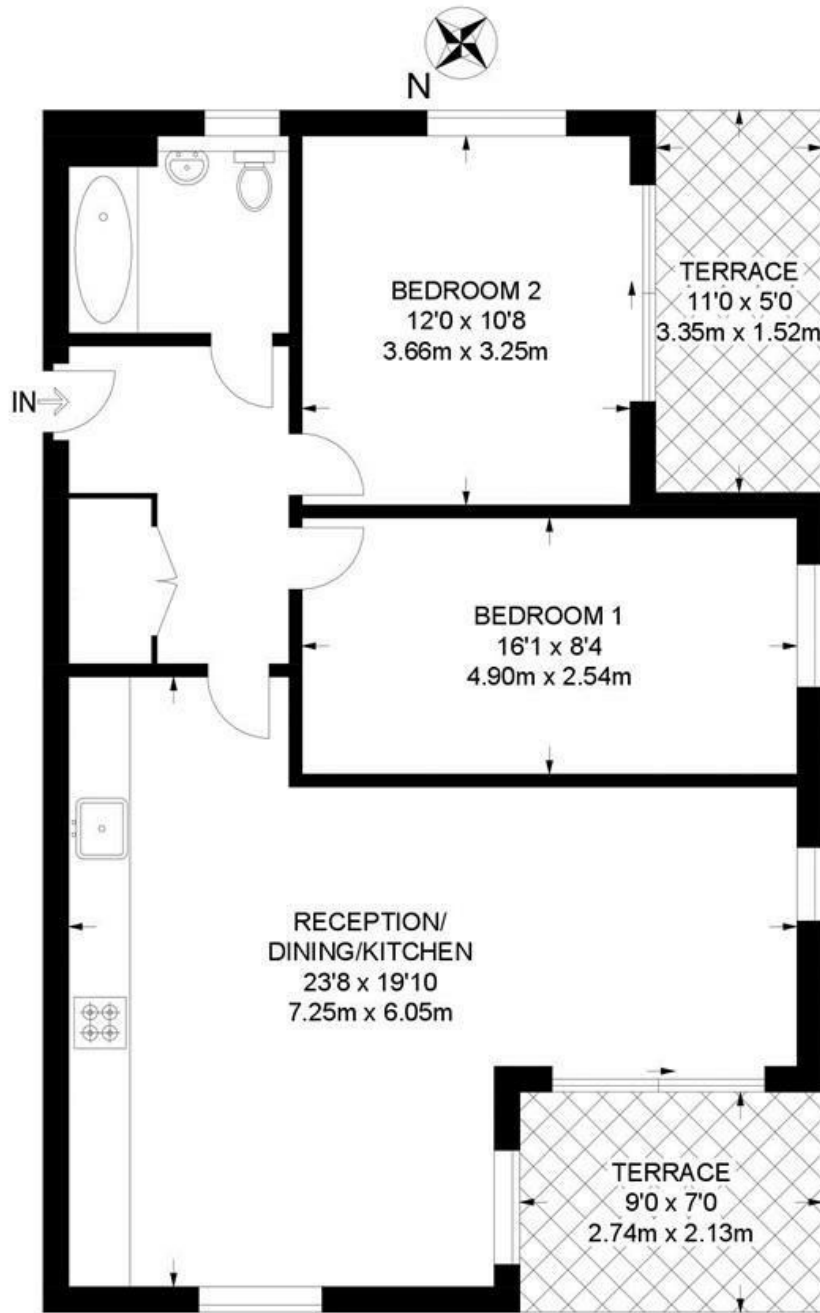 N
BEDROOM 2
12'0 x 10'8
3.66m x 3.25m
TERRACE
11'0 x 5'0
3.35m x 1.52m
IN
BEDROOM 1
16'1 x 8'4
4.90m x 2.54m
RECEPTION/
DINING/KITCHEN
23'8 x 19'10
7.25m x 6.05m
TERRACE
9'0 x 7'0
2.74m x 2.13m